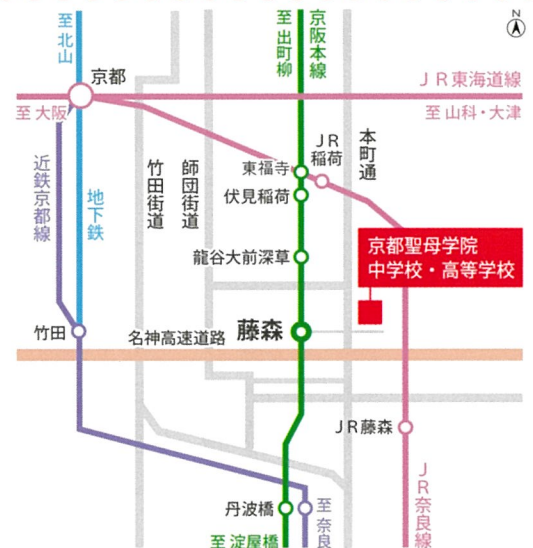 N
至北山
至出町柳
京阪本線
京都
JR東海道線
至大阪
至山科・大津
JR
稲荷
本町通
東福寺
近鉄京都線
地下鉄
竹田街道
師団街道
伏見稲荷
京都聖母学院
中学校・高等学校
龍谷大前深草
竹田
名神高速道路
藤森
JR藤森
JR奈良線
丹波橋
至奈良
至淀屋橋